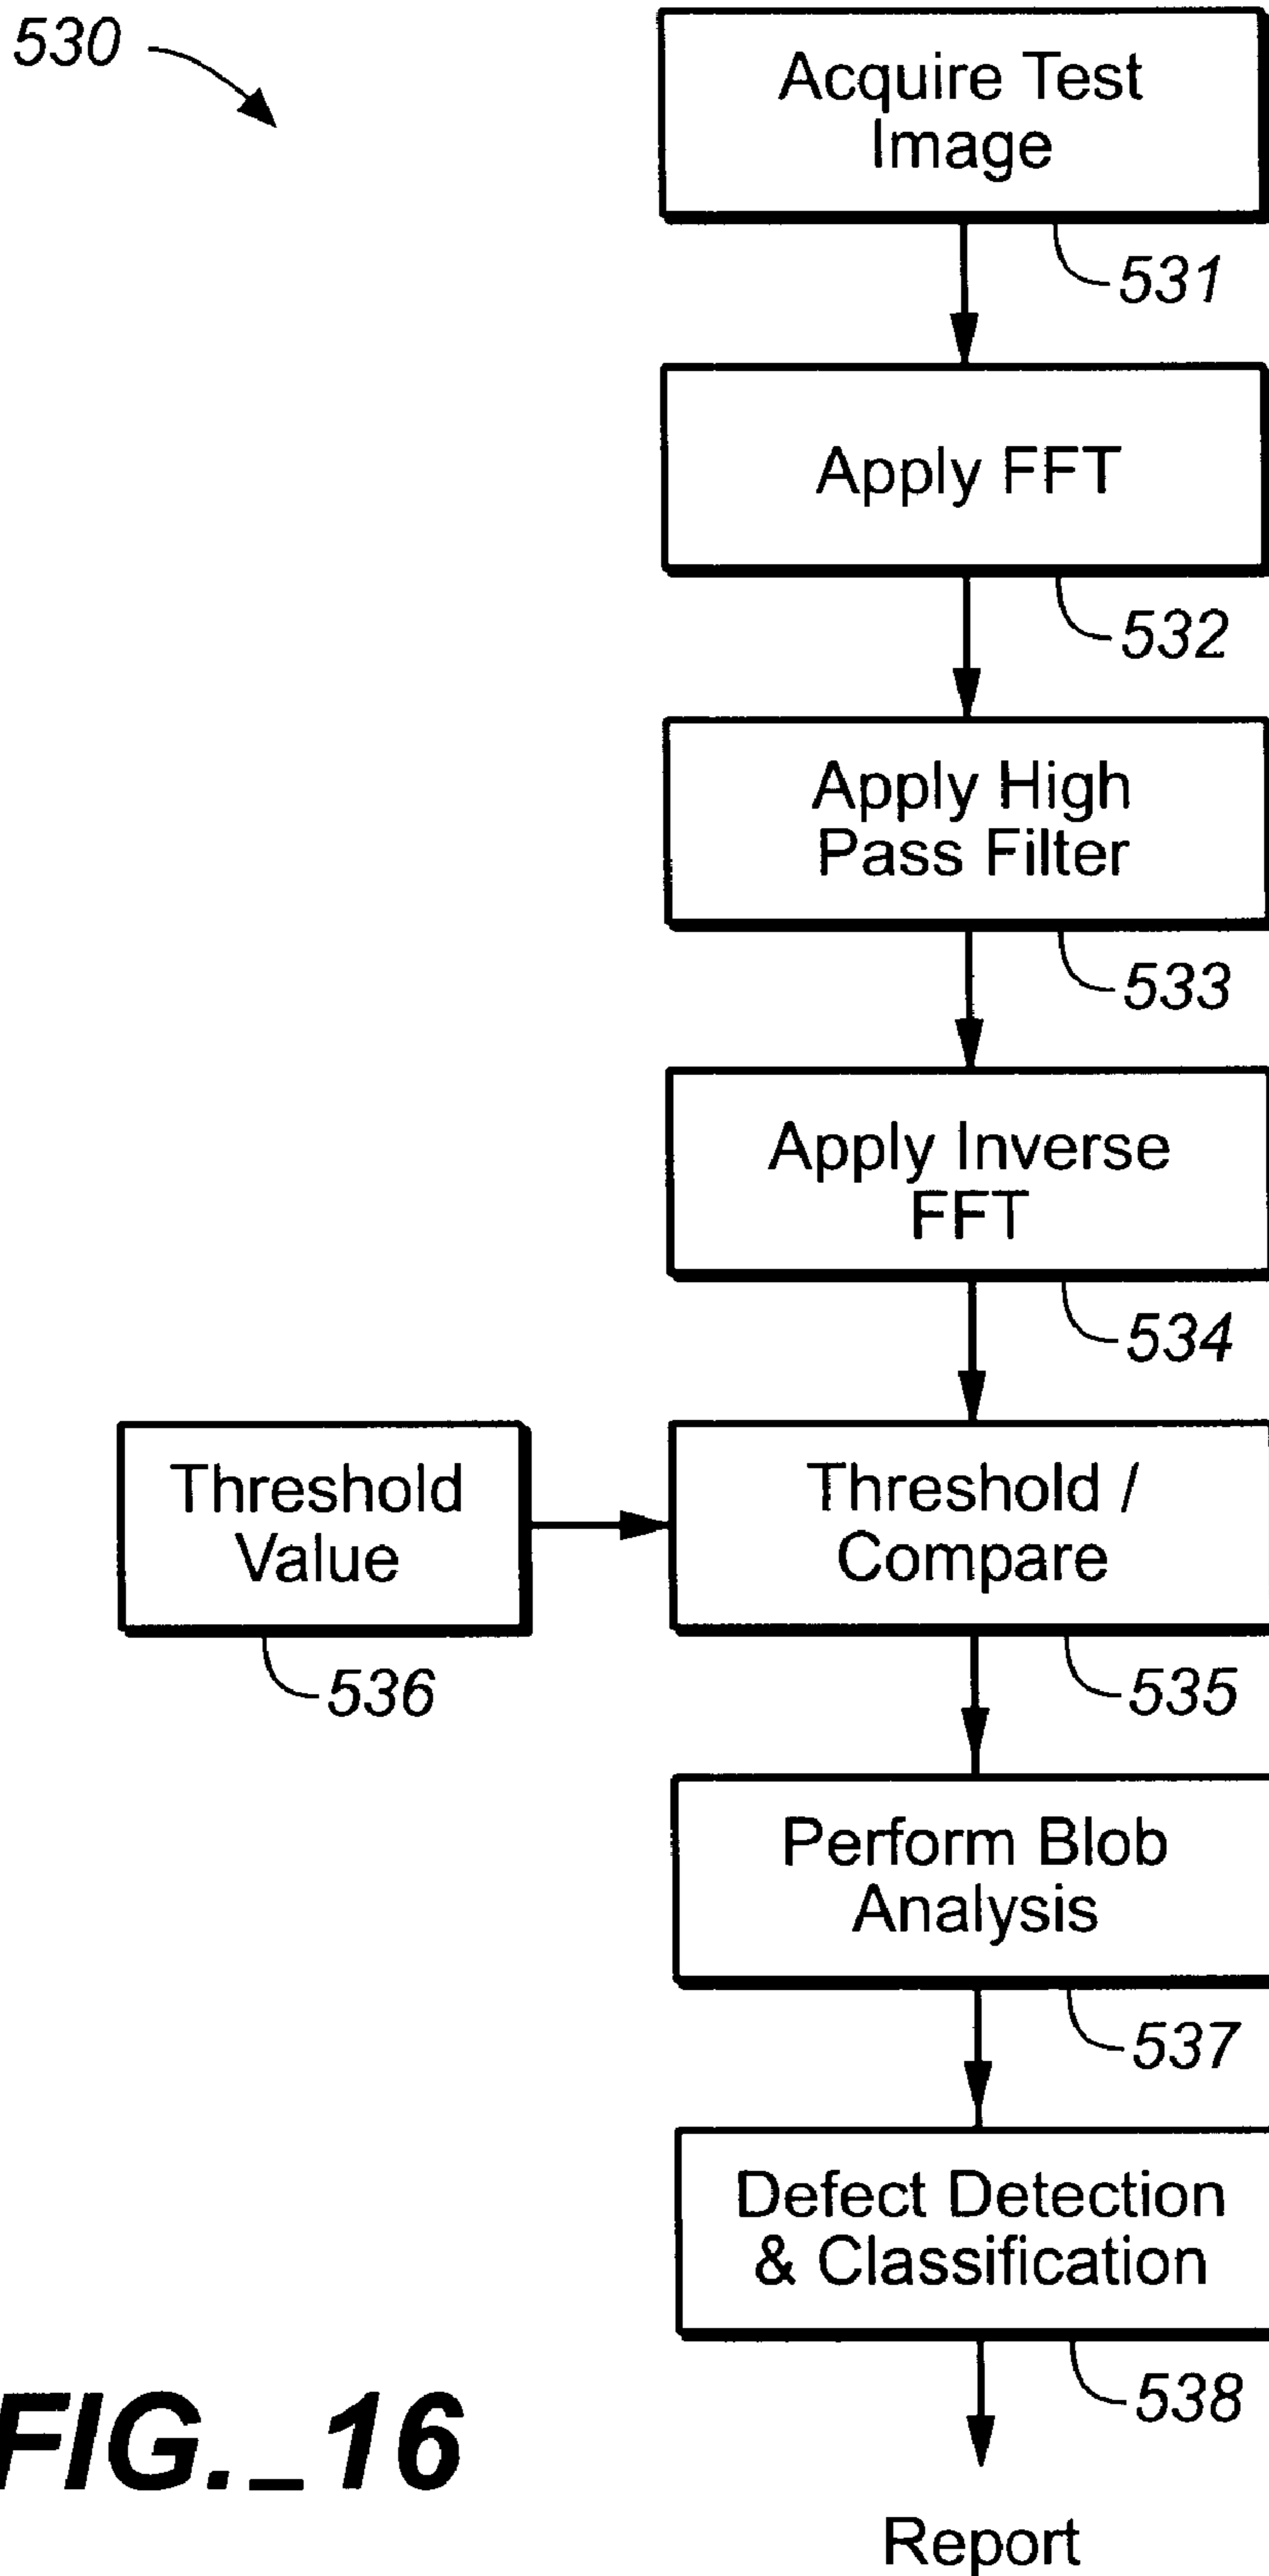 530
Acquire Test
Image
531
Apply FFT
532
Apply High
Pass Filter
533
Apply Inverse
FFT
534
Threshold
Value
536
Threshold /
Compare
535
Perform Blob
Analysis
537
Defect Detection
& Classification
538
FIG._16
Report